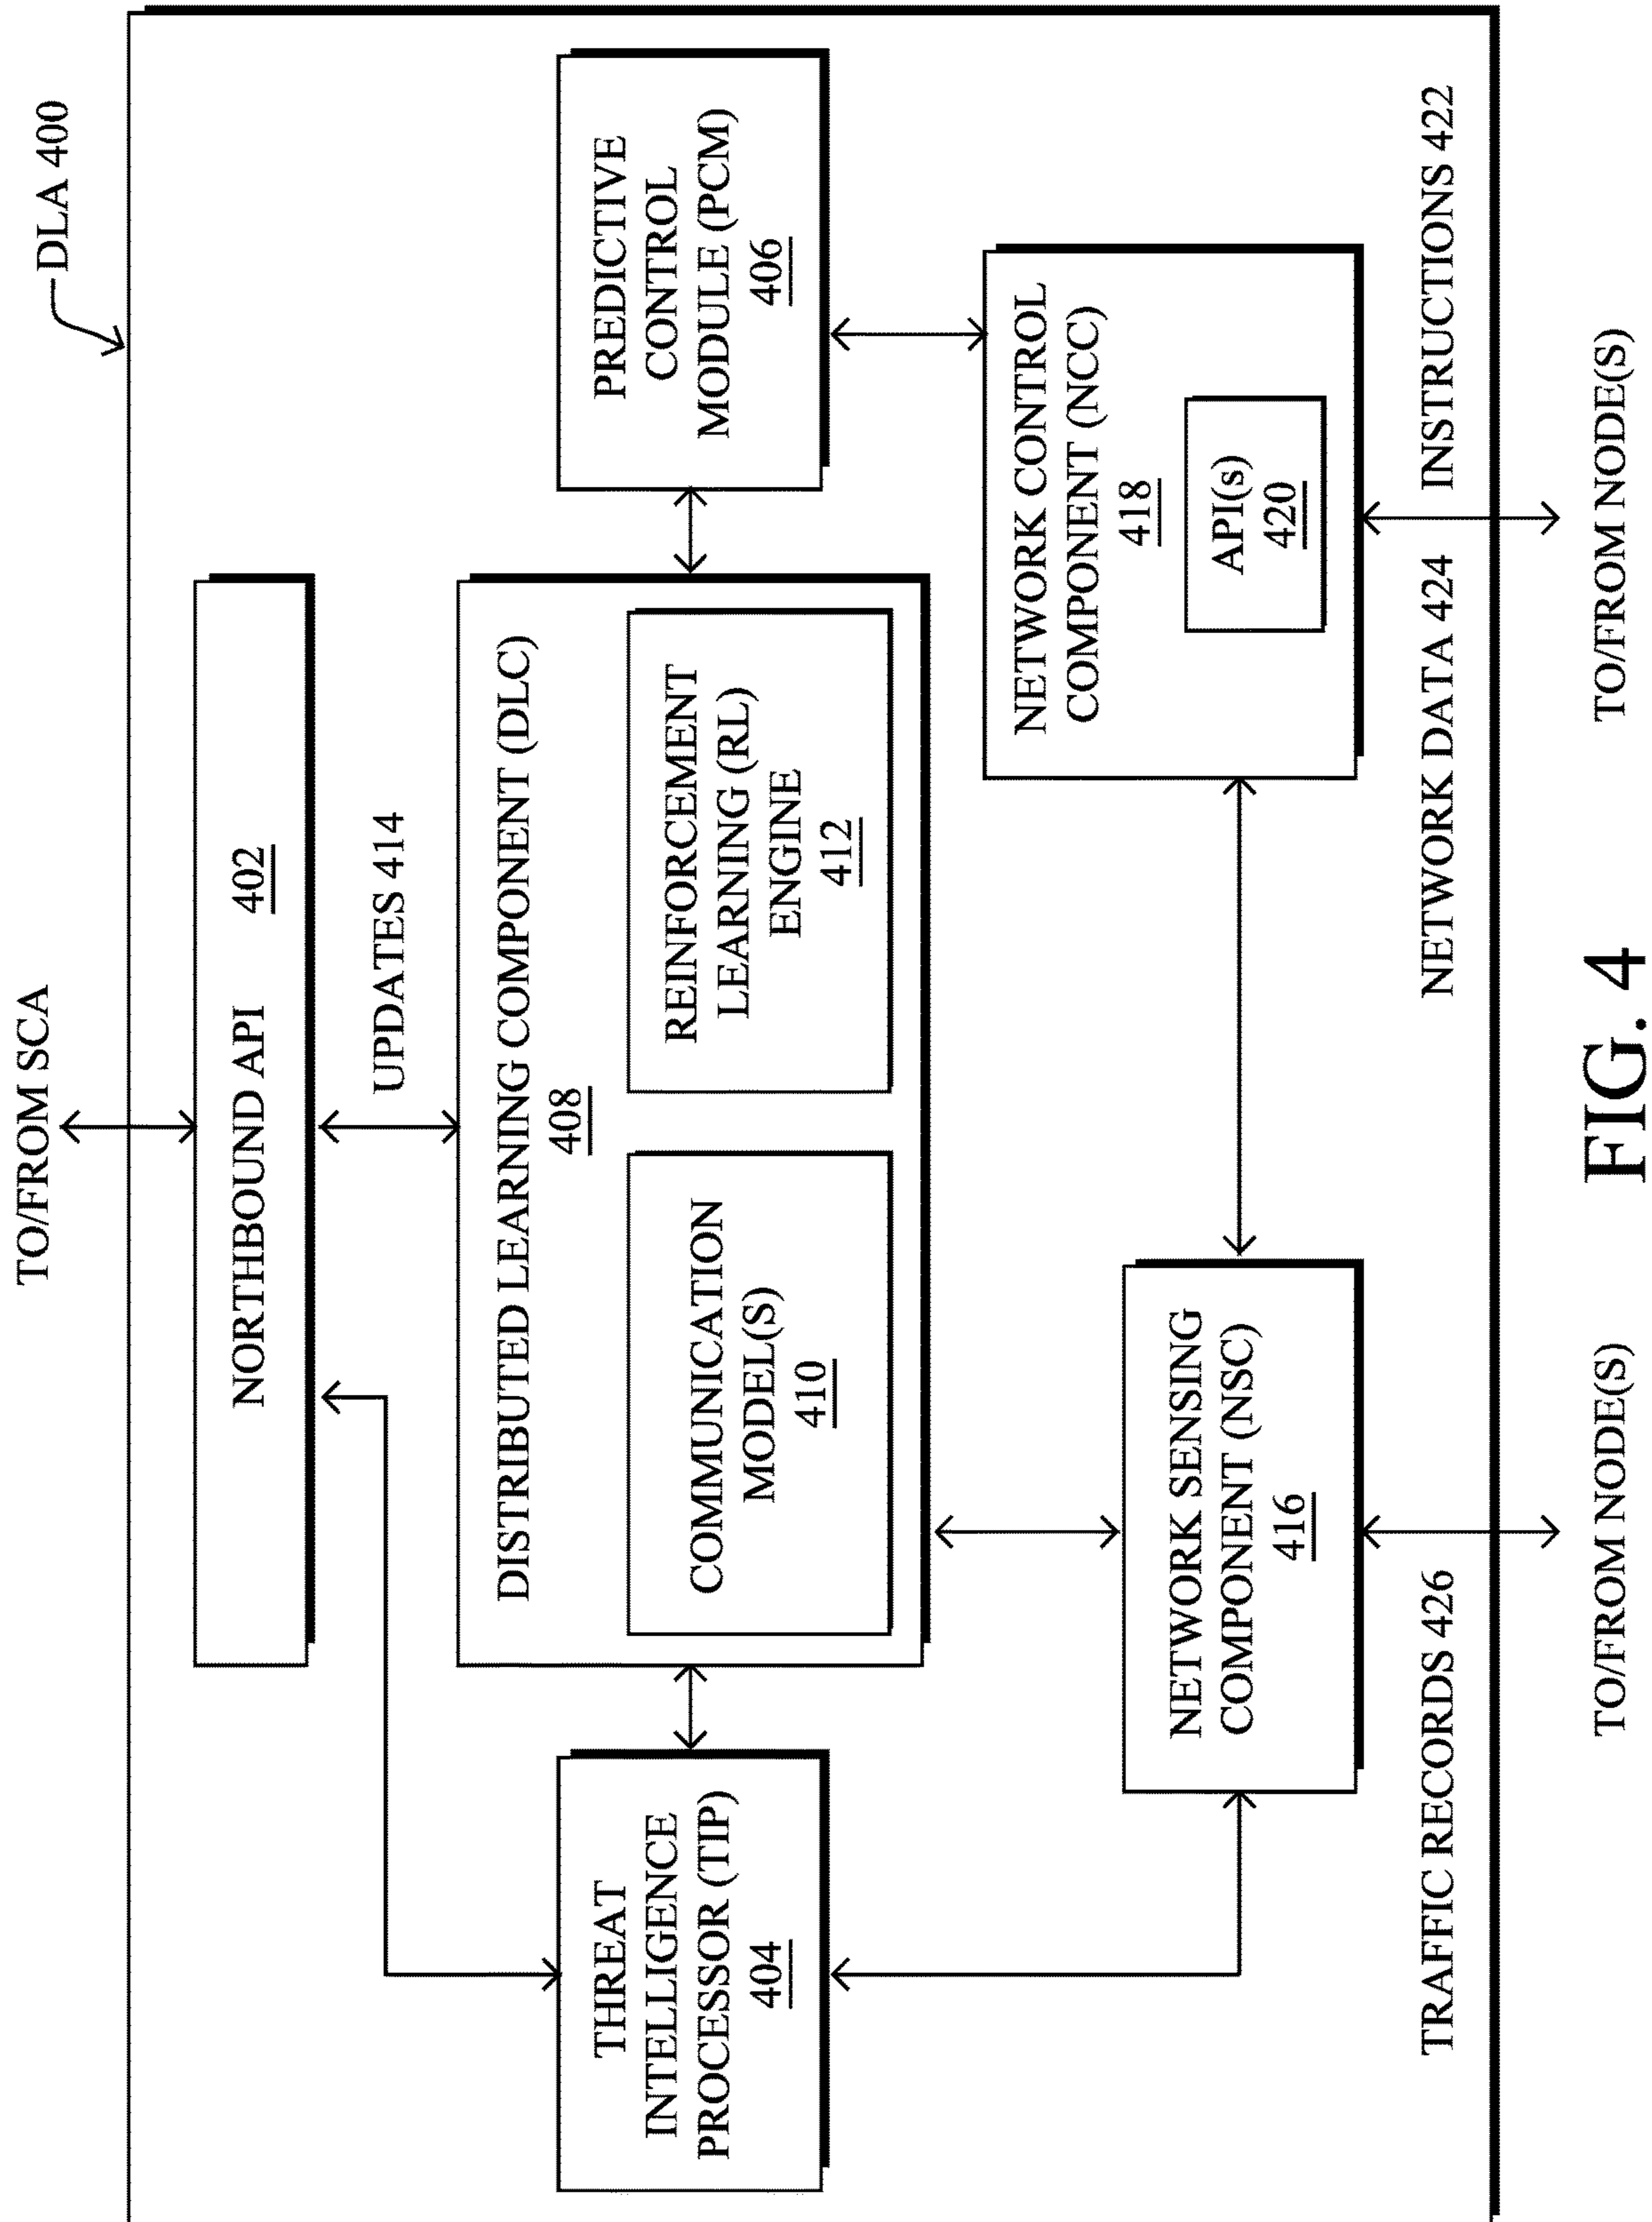 TO/FROM SCA
DLA 400
NORTHBOUND API 402
UPDATES 414
THREAT
INTELLIGENCE
PROCESSOR (TIP)
404
DISTRIBUTED LEARNING COMPONENT (DLC)
408
COMMUNICATION
MODEL(S)
410
REINFORCEMENT
LEARNING (RL)
ENGINE
412
PREDICTIVE
CONTROL
MODULE (PCM)
406
NETWORK SENSING
COMPONENT (NSC)
416
NETWORK CONTROL
COMPONENT (NCC)
418
API(s)
420
TRAFFIC RECORDS 426
NETWORK DATA 424
INSTRUCTIONS 422
TO/FROM NODE(S)
TO/FROM NODE(S)
FIG. 4